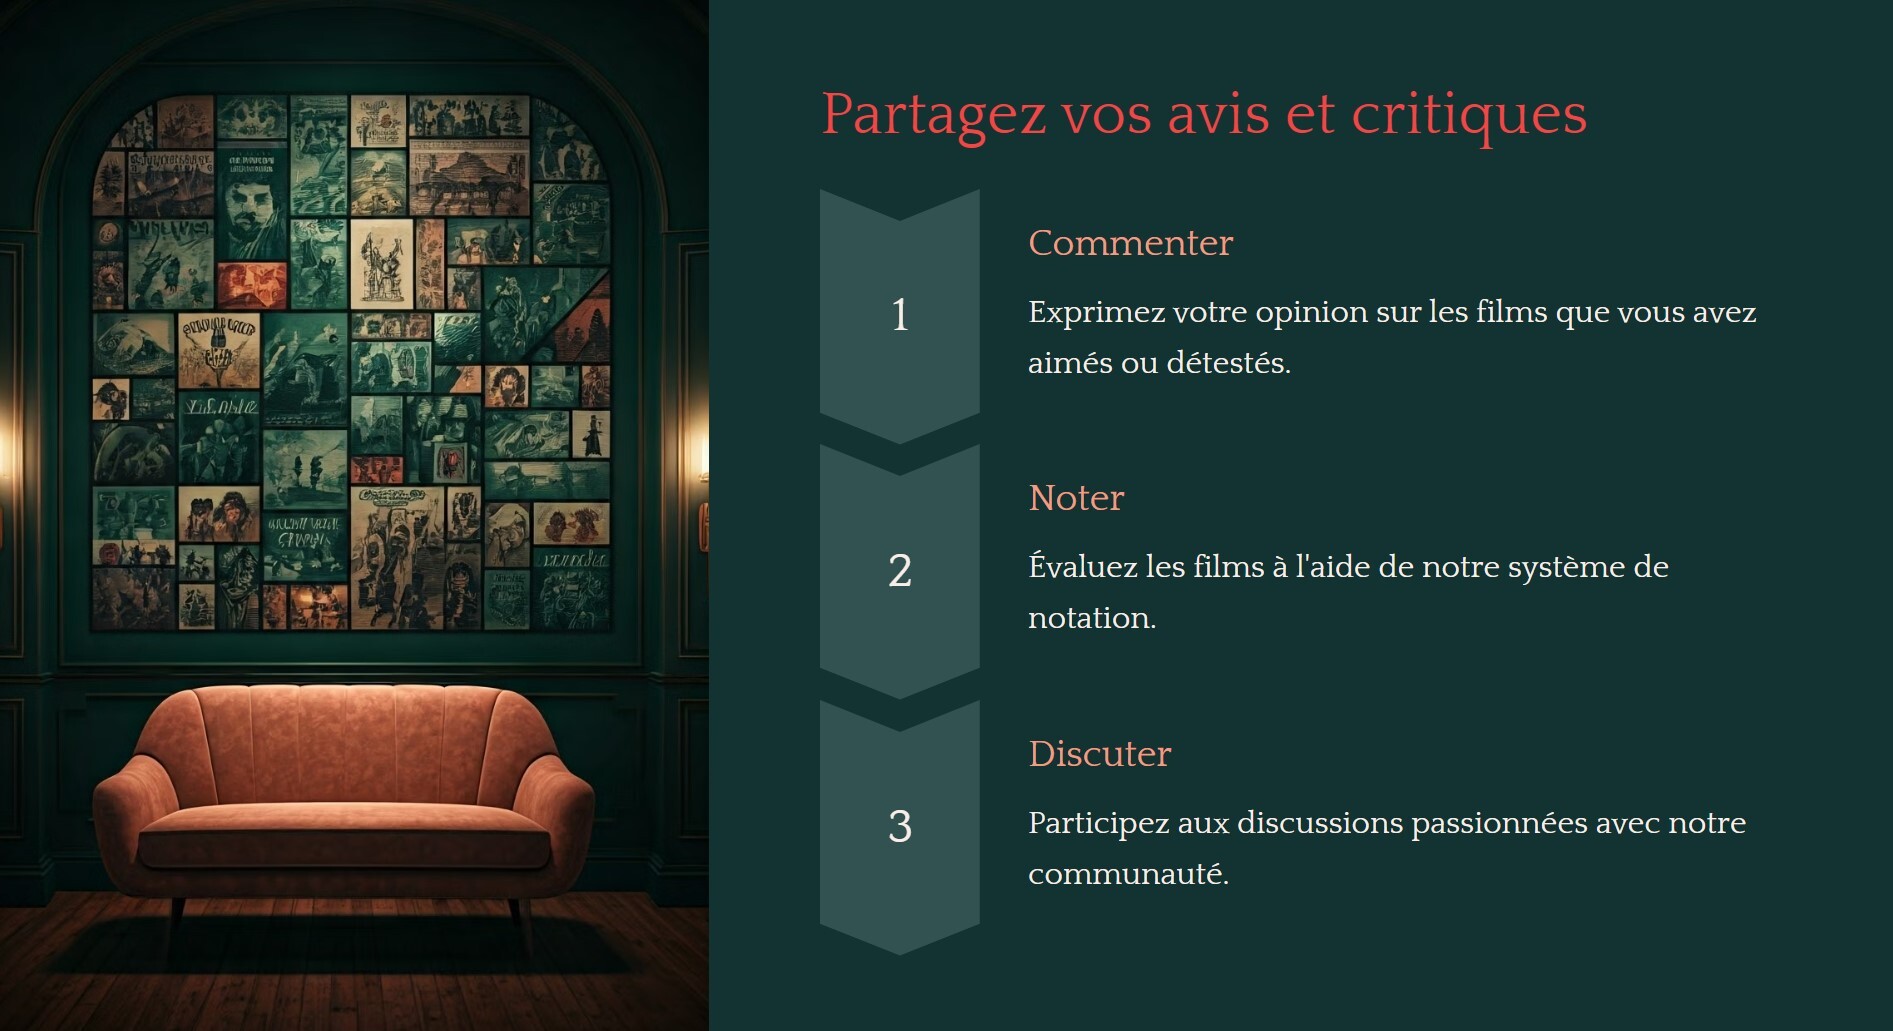 Partagez vos avis et critiques
1
Commenter
Exprimez votre opinion sur les films que vous avez
aimés ou détestés.
2
Noter
Évaluez les films à l'aide de notre système de
notation.
3
Discuter
Participez aux discussions passionnées avec notre
communauté.